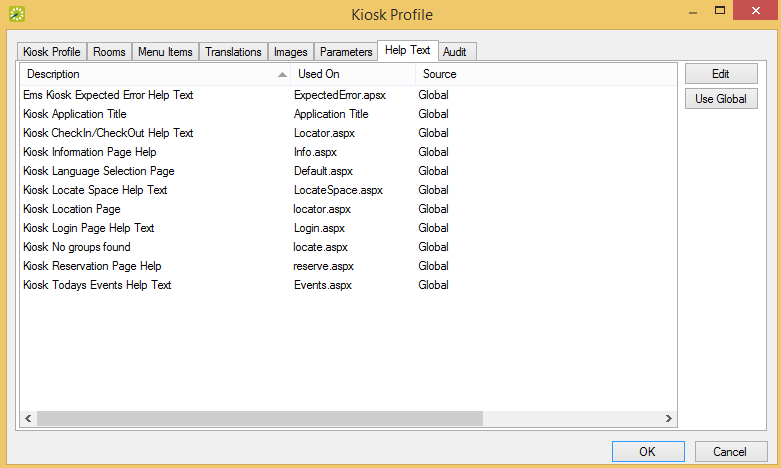 Kiosk Profile
Kiosk Profile Rooms Menu Items Translations Images Parameters Help Text Audit
Description Used On Source
Edit
Ems Kiosk Expected Error Help Text ExpectedError.apsx Global
Use Global
Kiosk Application Title Application Title Global
Kiosk CheckIn/CheckOut Help Text Locator.aspx Global
Kiosk Information Page Help Info.aspx Global
Kiosk Language Selection Page Default.aspx Global
Kiosk Locate Space Help Text LocateSpace.aspx Global
Kiosk Location Page locator.aspx Global
Kiosk Login Page Help Text Login.aspx Global
Kiosk No groups found locate.aspx Global
Kiosk Reservation Page Help reserve.aspx Global
Kiosk Todays Events Help Text Events.aspx Global
OK Cancel